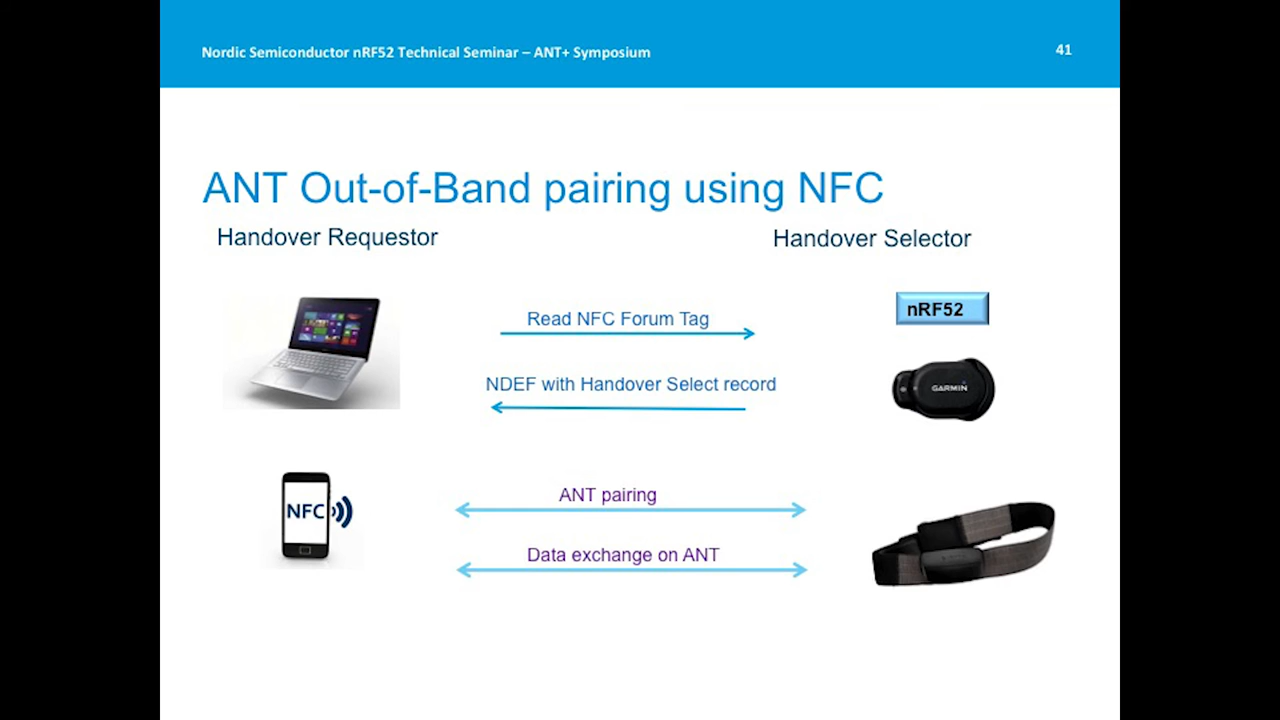 Nordic Semiconductor nRF52 Technical Seminar – ANT+ Symposium
41
ANT Out-of-Band pairing using NFC
Handover Requestor
Handover Selector
Read NFC Forum Tag
nRF52
NDEF with Handover Select record
GARMIN
ANT pairing
NFC
Data exchange on ANT